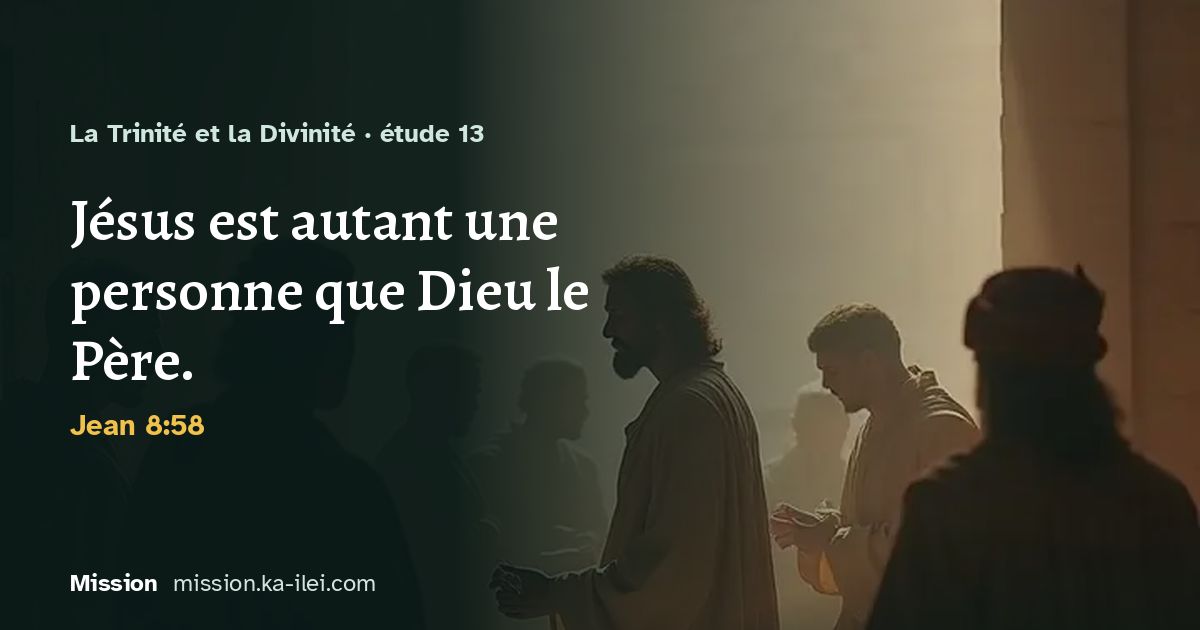 La Trinité et la Divinité · étude 13
Jésus est autant une
personne que Dieu le
Père.
Jean 8:58
Mission mission.ka-ilei.com